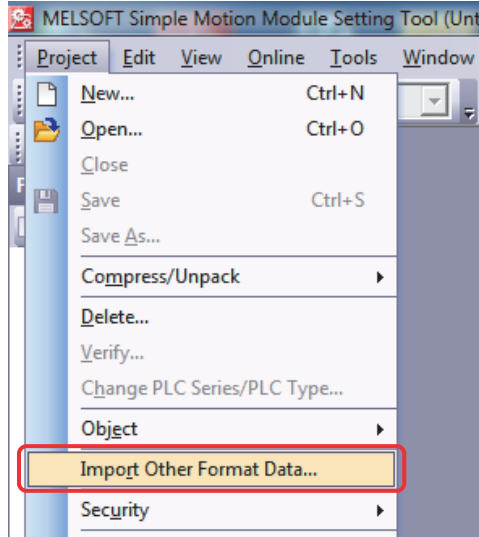 MELSOFT Simple Motion Module Setting Tool (Unt
Project Edit View Online Tools Window
New... Ctrl+N
Open... Ctrl+O
Close
Save Ctrl+S
Save As...
Compress/Unpack
Delete...
Verify...
Change PLC Series/PLC Type...
Object
Import Other Format Data...
Security